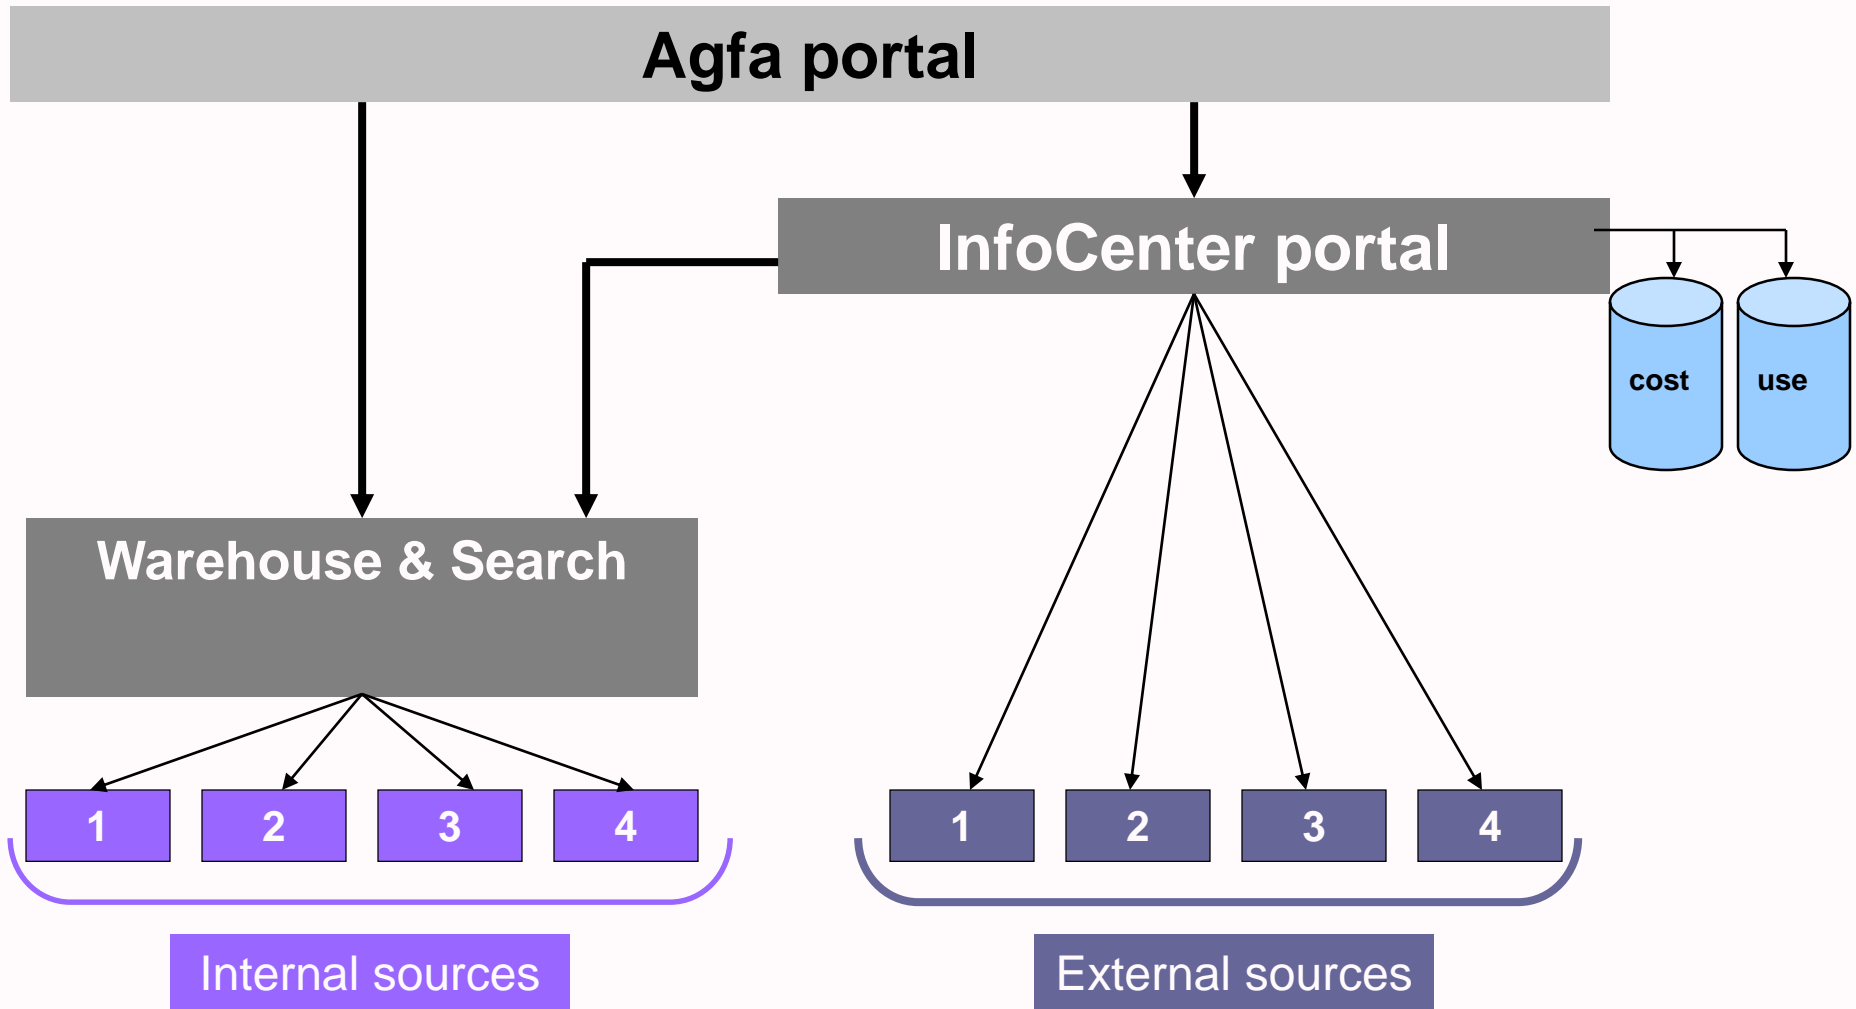 Agfa portal
InfoCenter portal
cost
use
Warehouse & Search
1
2
3
4
1
2
3
4
Internal sources
External sources